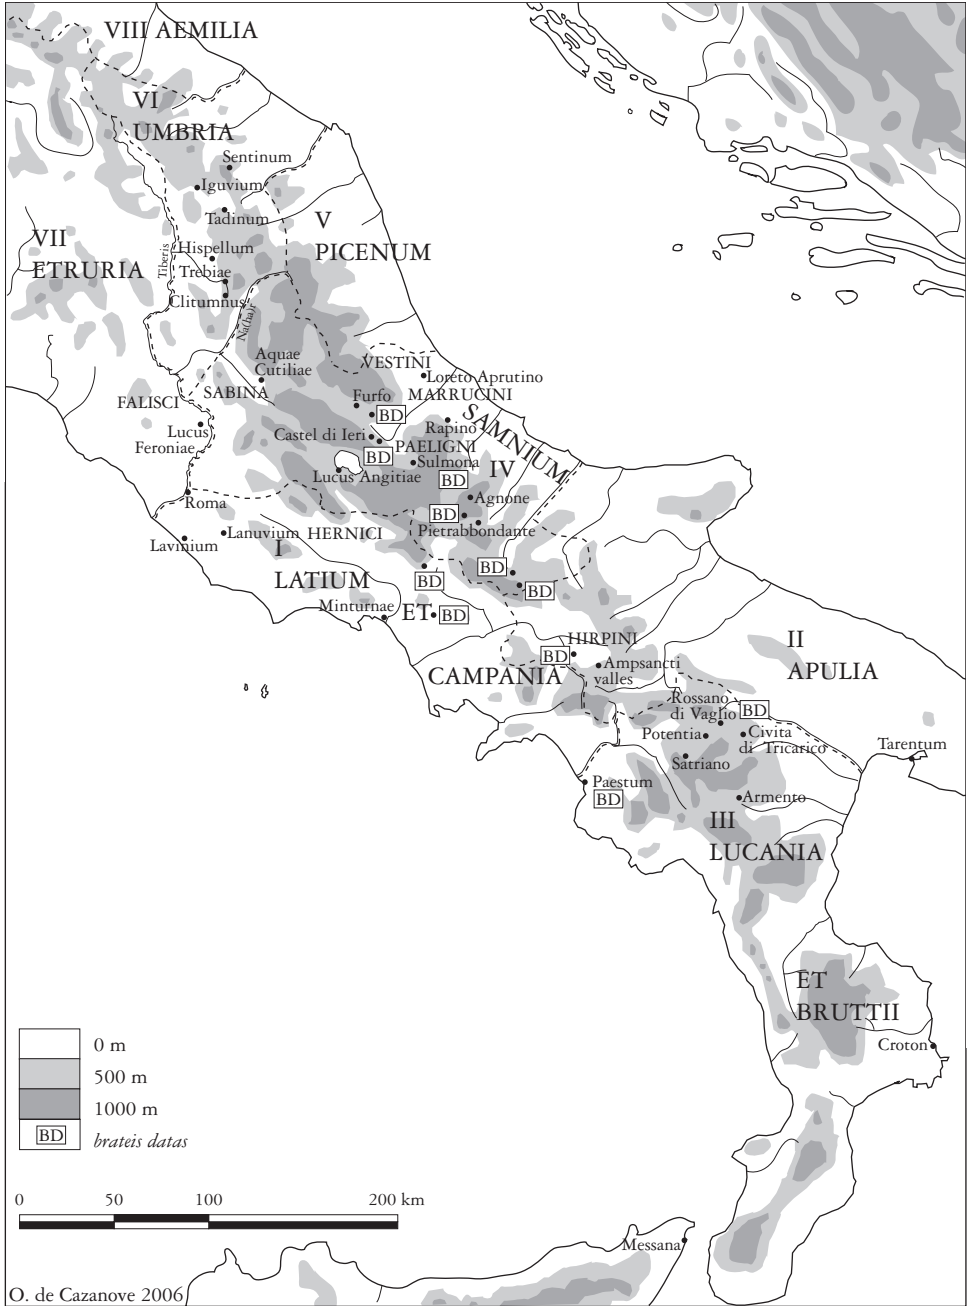 VIII AEMILIA
VI
UMBRIA
Sentinum
Iguvium
Tadinum
V
PICENUM
VII
ETRURIA
Tiberis
Hispellum
Trebiae
Clitumnus
Na(ha)r
Aquae
Cutiliae
VESTINI
Loreto Aprutino
SABINA
MARRUCINI
FALISCI
Furfo
BD
SAMNIUM
Rapino
Lucus
Feroniae
Castel di Ieri
PAELIGNI
BD
Sulmona
IV
Lucus Angitiae
BD
Agnone
Roma
BD
Pietrabbondante
Lanuvium
HERNICI
Lavinium
I
LATIUM
BD
BD
BD
Minturnae
ET
BD
HIRPINI
BD
II
APULIA
Ampsancti
valles
CAMPANIA
Rossano
di Vaglio
BD
Potentia
Civita
di Tricarico
Tarentum
Satriano
Paestum
BD
Armento
III
LUCANIA
ET
BRUTTII
Croton
0 m
500 m
1000 m
BD
brateis datas
0 50 100 200 km
Messana
O. de Cazanove 2006